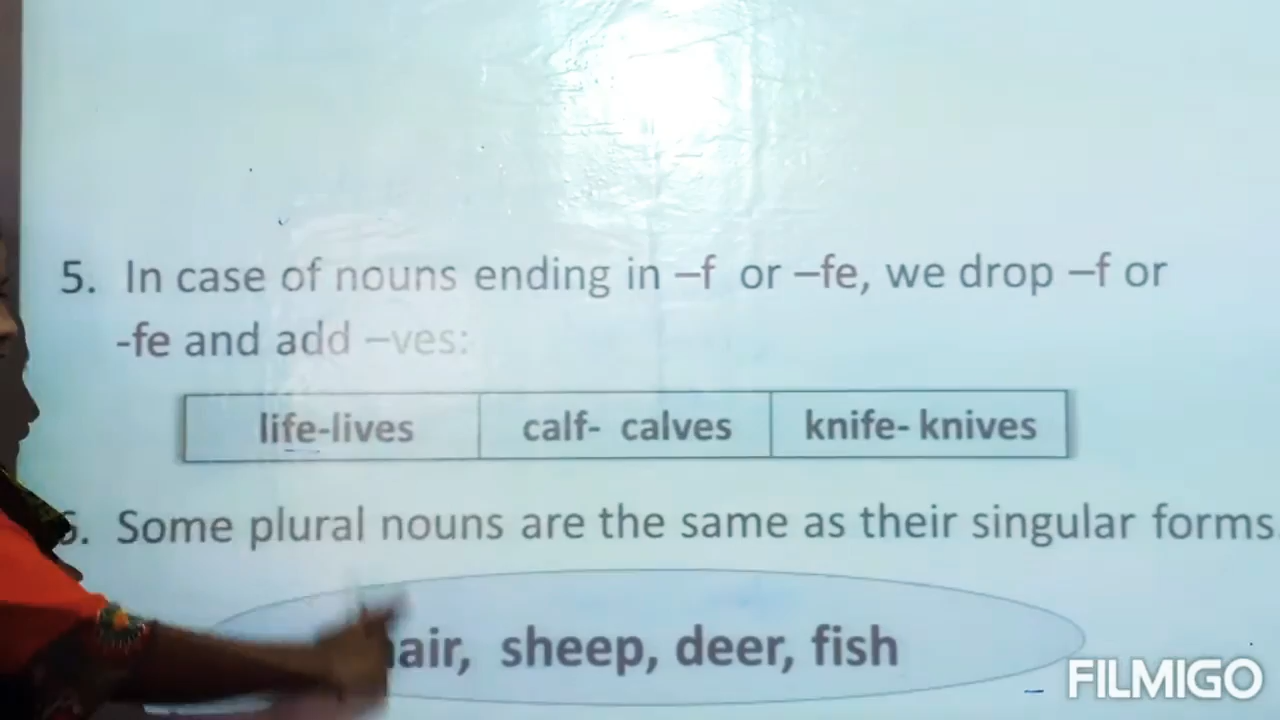 5. In case of nouns ending in –f or –fe, we drop –f or
-fe and add –ves:
life-lives calf- calves knife- knives
6. Some plural nouns are the same as their singular forms.
sheep, deer, fish
FILMIGO